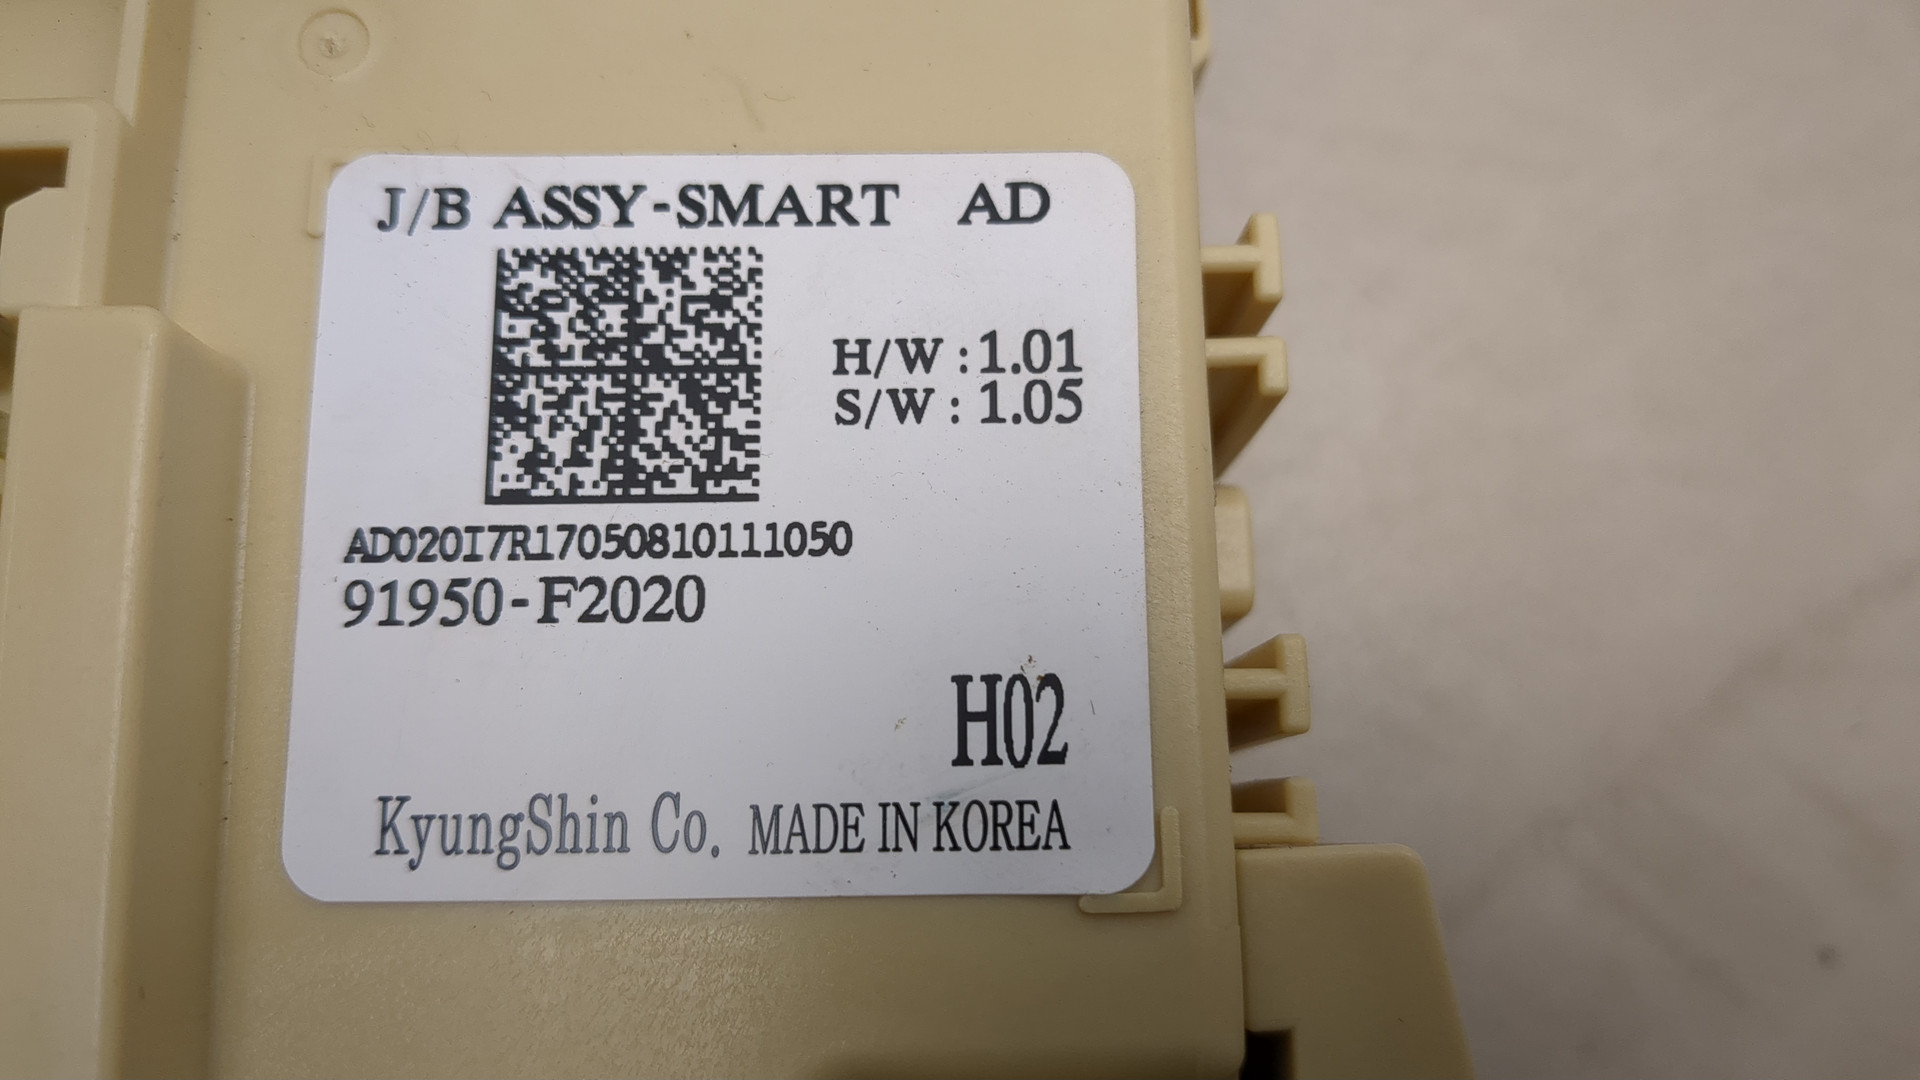 J/B ASSY-SMART AD
H/W : 1.01
S/W : 1.05
AD020I7R17050810111050
91950-F2020
H02
KyungShin Co. MADE IN KOREA